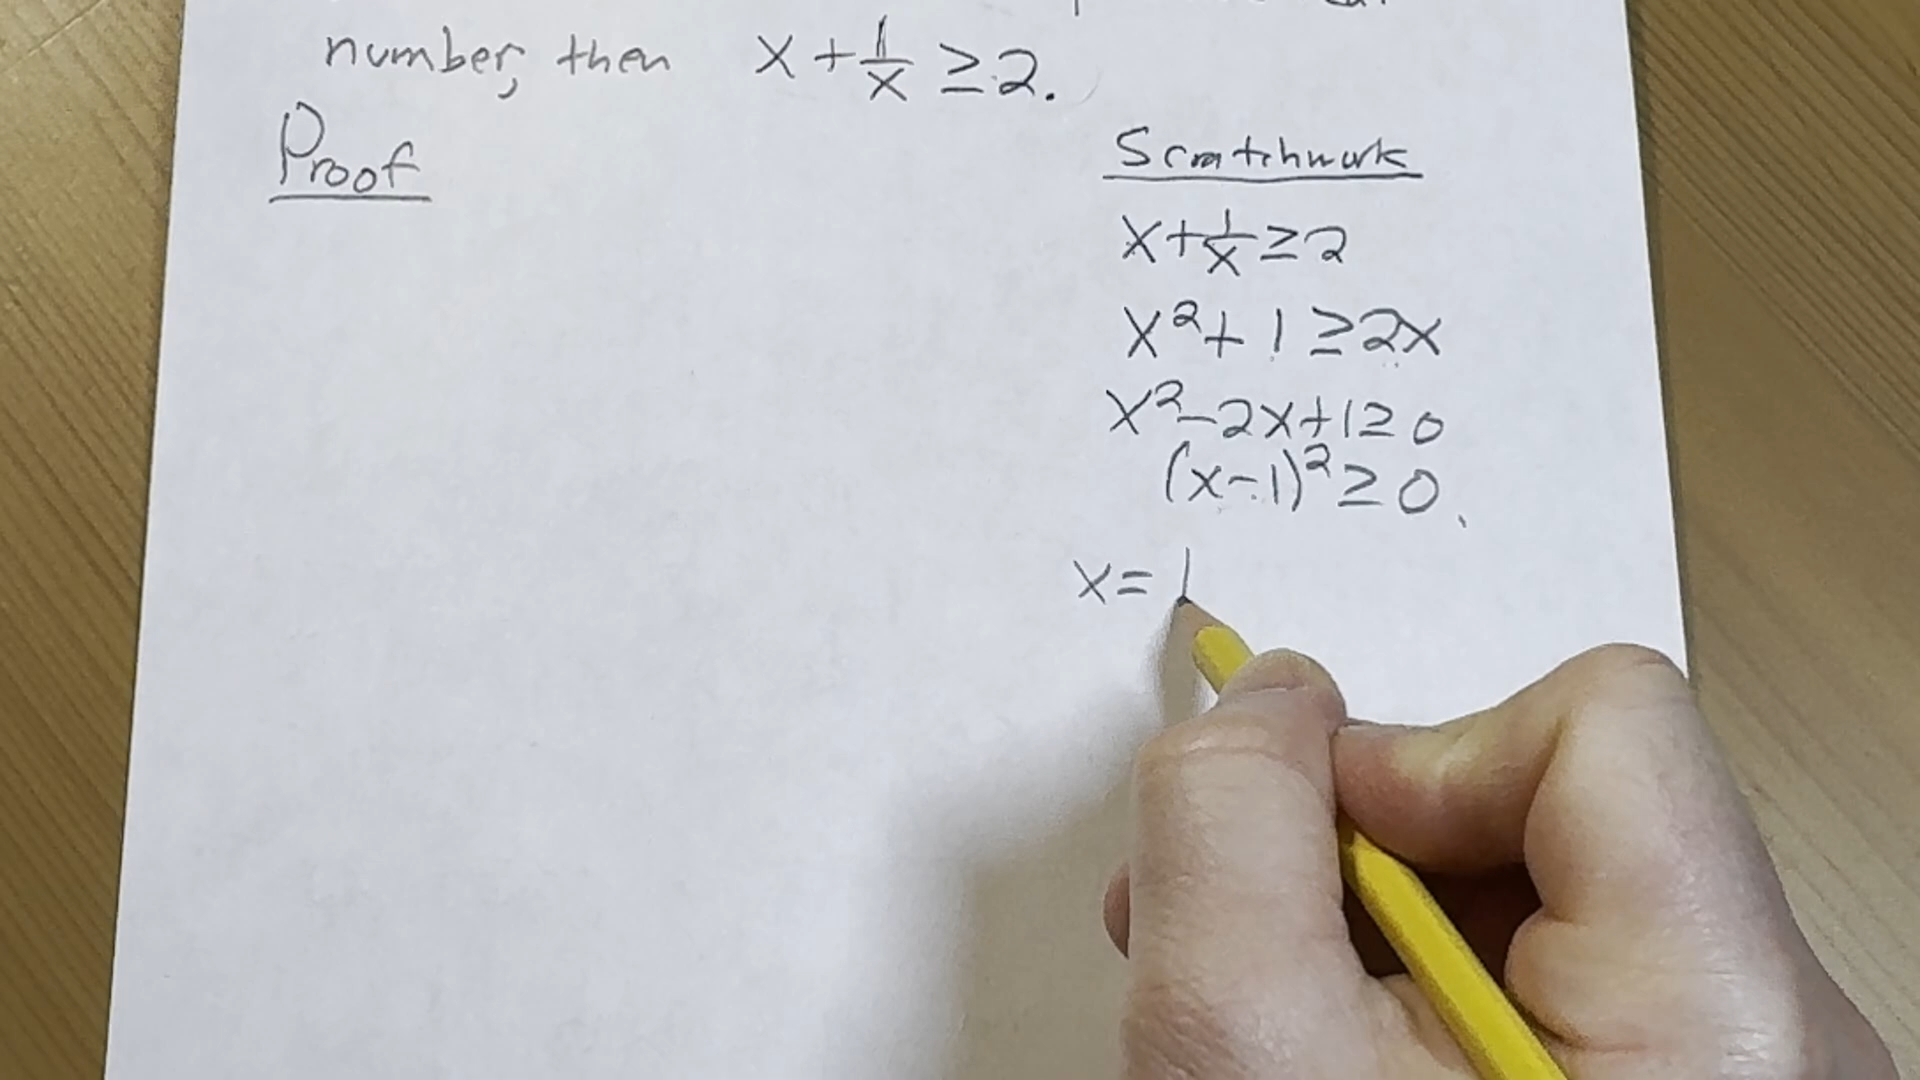 number, then x + 1/x ≥ 2.
Proof
Scratchwork
x + 1/x ≥ 2
x² + 1 ≥ 2x
x² - 2x + 1 ≥ 0
(x - 1)² ≥ 0.
x = 1